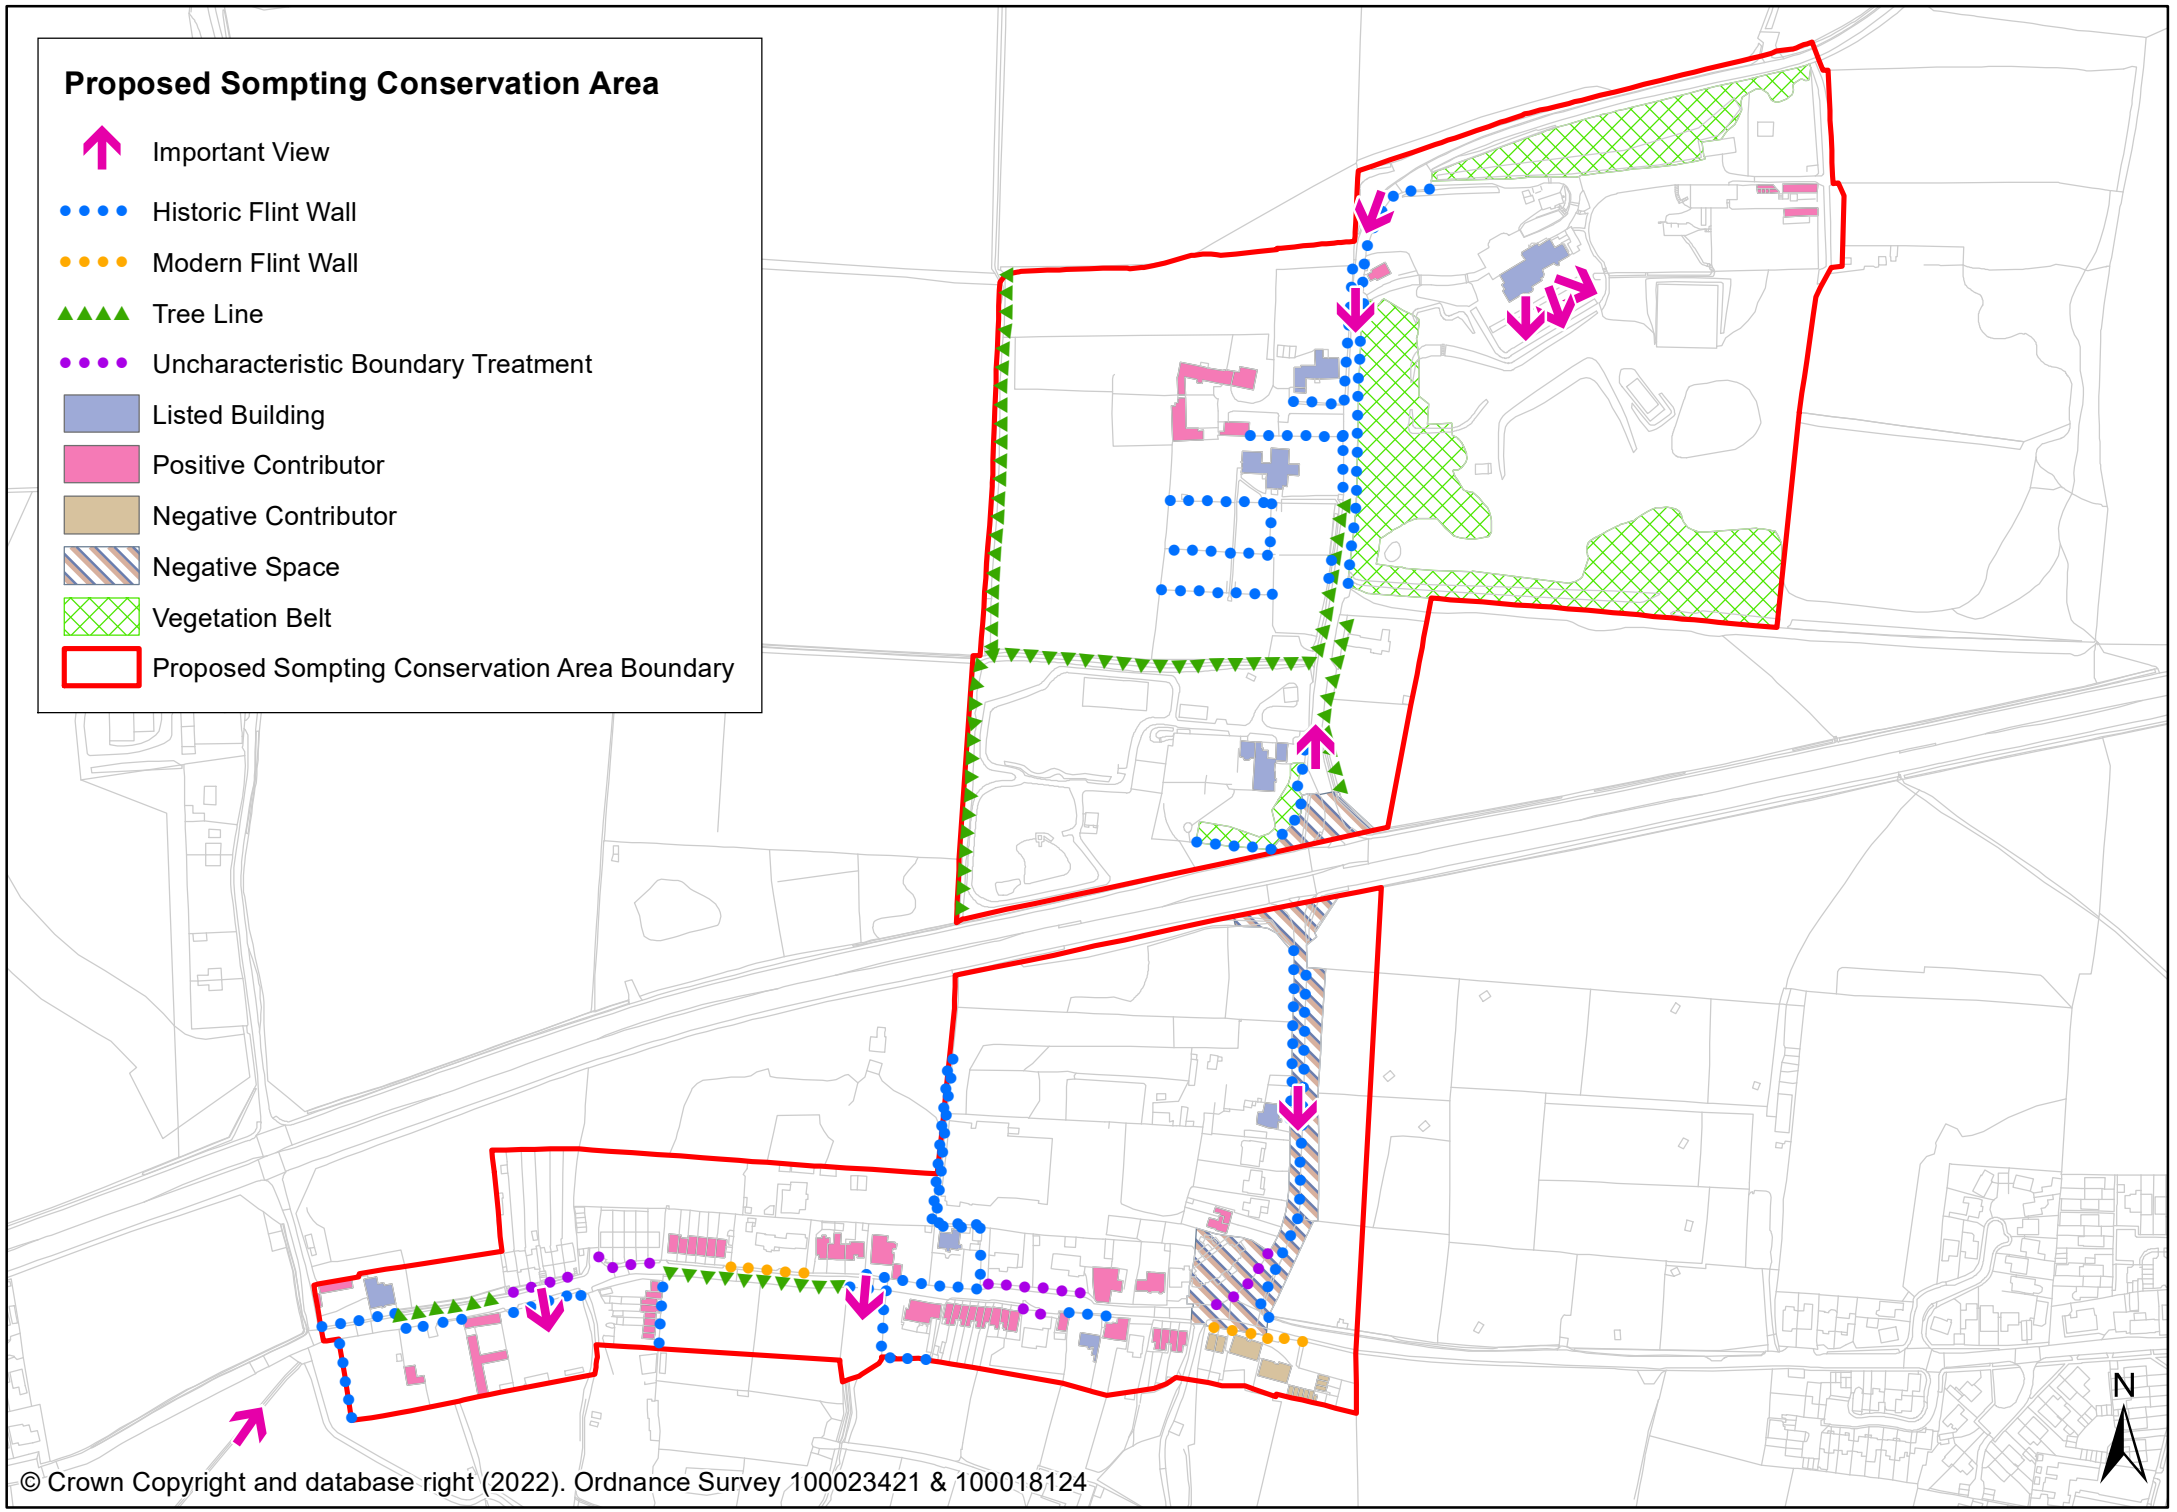 Proposed Sompting Conservation Area
Important View
Historic Flint Wall
Modern Flint Wall
Tree Line
Uncharacteristic Boundary Treatment
Listed Building
Positive Contributor
Negative Contributor
Negative Space
Vegetation Belt
Proposed Sompting Conservation Area Boundary
N
© Crown Copyright and database right (2022). Ordnance Survey 100023421 & 100018124